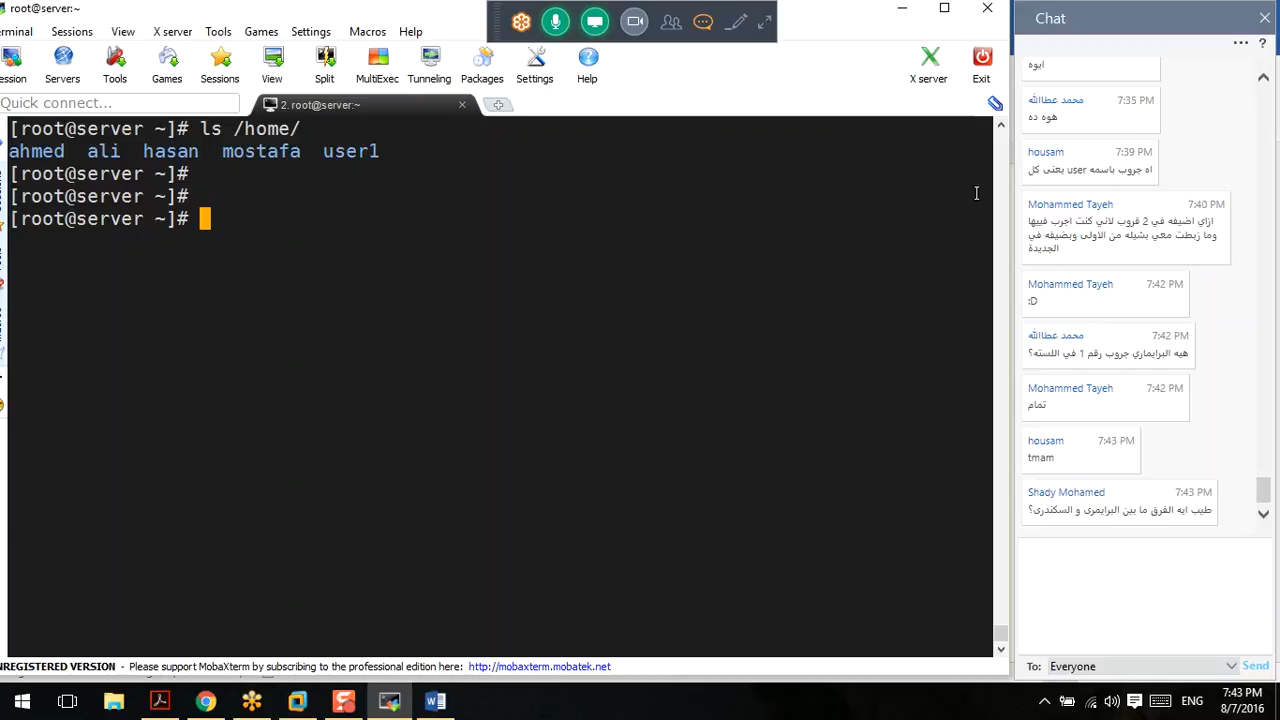 root@server:~
erminal Sessions View X server Tools Games Settings Macros Help
ession Servers Tools Games Sessions View Split MultiExec Tunneling Packages Settings Help X server Exit
Quick connect...
2. root@server:~
[root@server ~]# ls /home/
ahmed ali hasan mostafa user1
[root@server ~]#
[root@server ~]#
[root@server ~]#
NREGISTERED VERSION - Please support MobaXterm by subscribing to the professional edition here: http://mobaxterm.mobatek.net
Chat
... ?
ايوه
محمد عطاالله 7:35 PM
هوه ده
housam 7:39 PM
اه جروب باسمه user يعنى كل
Mohammed Tayeh 7:40 PM
ازاي اضيفه في 2 قروب لاني كنت اجرب فييها
وما زبطت معي بشيله من الاولى وبضيفه في
الجديدة
Mohammed Tayeh 7:42 PM
:D
محمد عطاالله 7:42 PM
هيه البرايماري جروب رقم 1 في اللسته؟
Mohammed Tayeh 7:42 PM
تمام
housam 7:43 PM
tmam
Shady Mohamed 7:43 PM
طيب ايه الفرق ما بين البرايمرى و السكندرى؟
To: Everyone Send
ENG
7:43 PM
8/7/2016